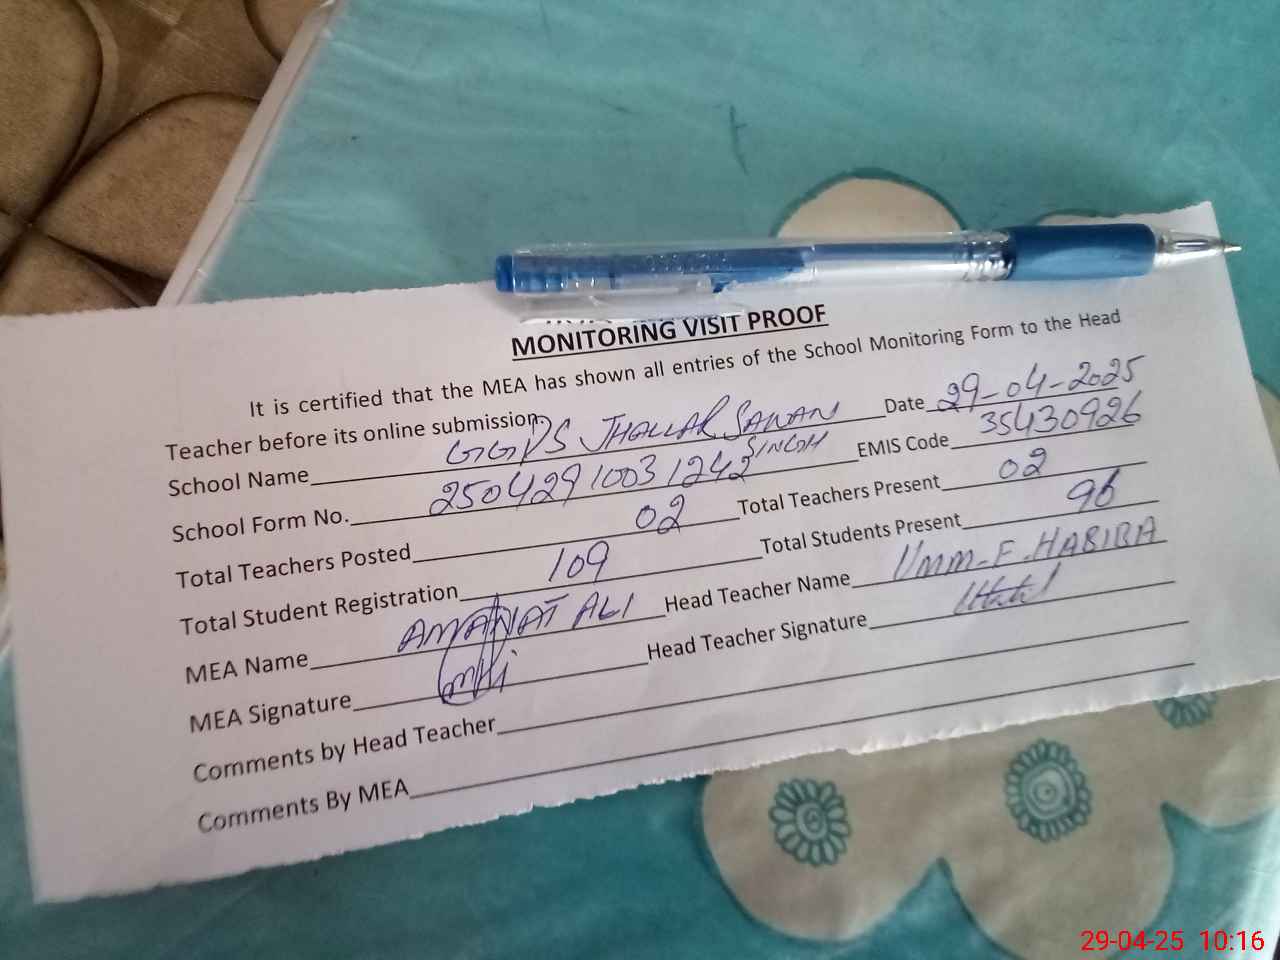 MONITORING VISIT PROOF
It is certified that the MEA has shown all entries of the School Monitoring Form to the Head
Teacher before its online submission.
School Name GGPS JHALLAR SAWAN SINGH Date 29-04-2025
School Form No. 25042910031242 EMIS Code 35430926
Total Teachers Posted 02 Total Teachers Present 02
Total Student Registration 109 Total Students Present 96
MEA Name AMANAT ALI Head Teacher Name Umm-E-HABIBA
MEA Signature Head Teacher Signature
Comments by Head Teacher
Comments By MEA
29-04-25 10:16